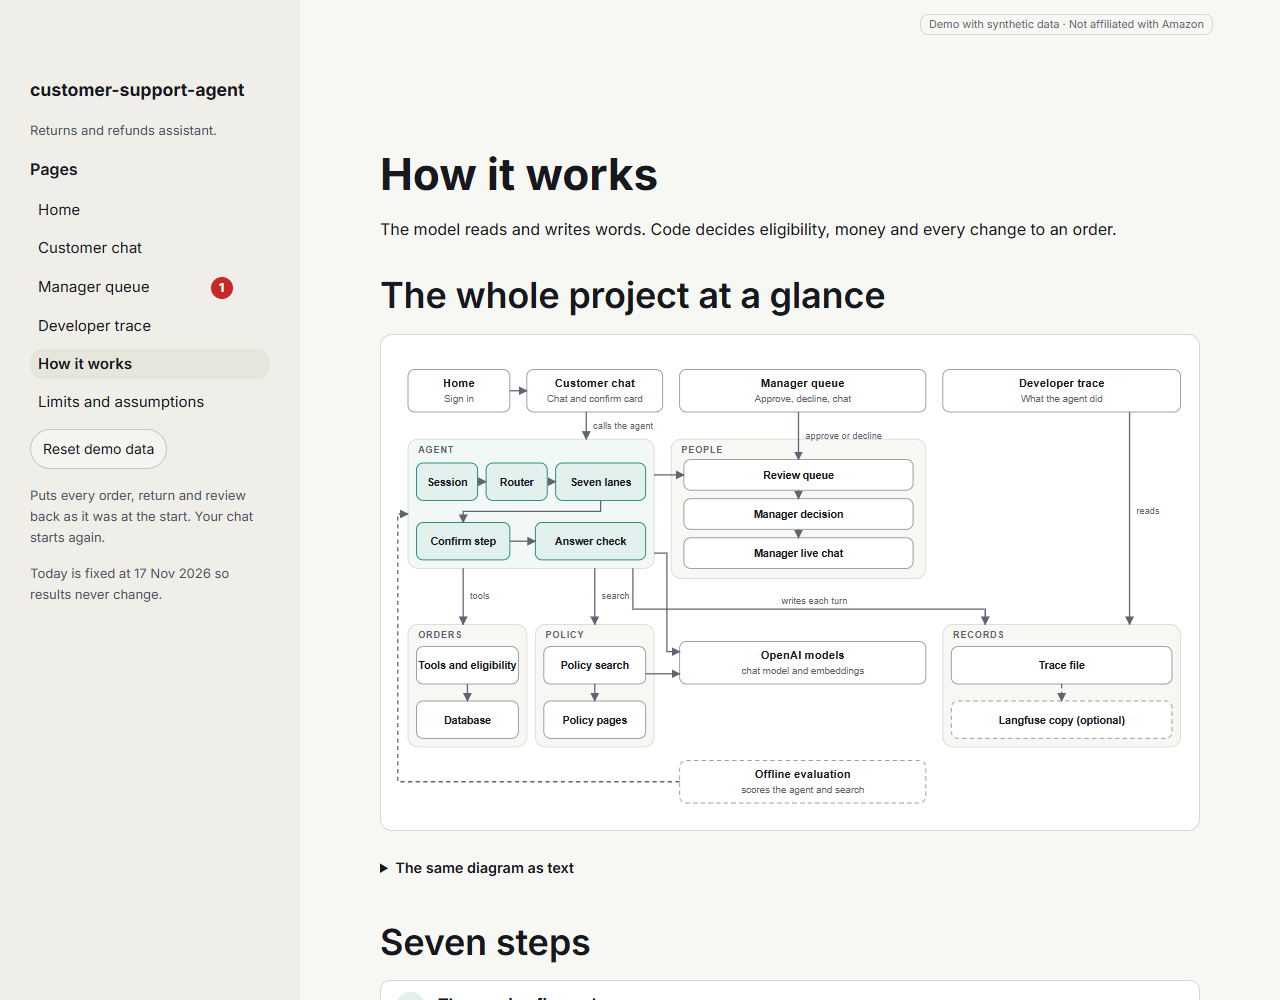 Demo with synthetic data · Not affiliated with Amazon
customer-support-agent
Returns and refunds assistant.
Pages
Home
Customer chat
Manager queue 1
Developer trace
How it works
Limits and assumptions
Reset demo data
Puts every order, return and review
back as it was at the start. Your chat
starts again.
Today is fixed at 17 Nov 2026 so
results never change.
How it works
The model reads and writes words. Code decides eligibility, money and every change to an order.
The whole project at a glance
Home
Sign in
Customer chat
Chat and confirm card
Manager queue
Approve, decline, chat
Developer trace
What the agent did
calls the agent
approve or decline
AGENT
Session
Router
Seven lanes
Confirm step
Answer check
PEOPLE
Review queue
Manager decision
Manager live chat
reads
tools
search
writes each turn
ORDERS
Tools and eligibility
Database
POLICY
Policy search
Policy pages
OpenAI models
chat model and embeddings
RECORDS
Trace file
Langfuse copy (optional)
Offline evaluation
scores the agent and search
The same diagram as text
Seven steps